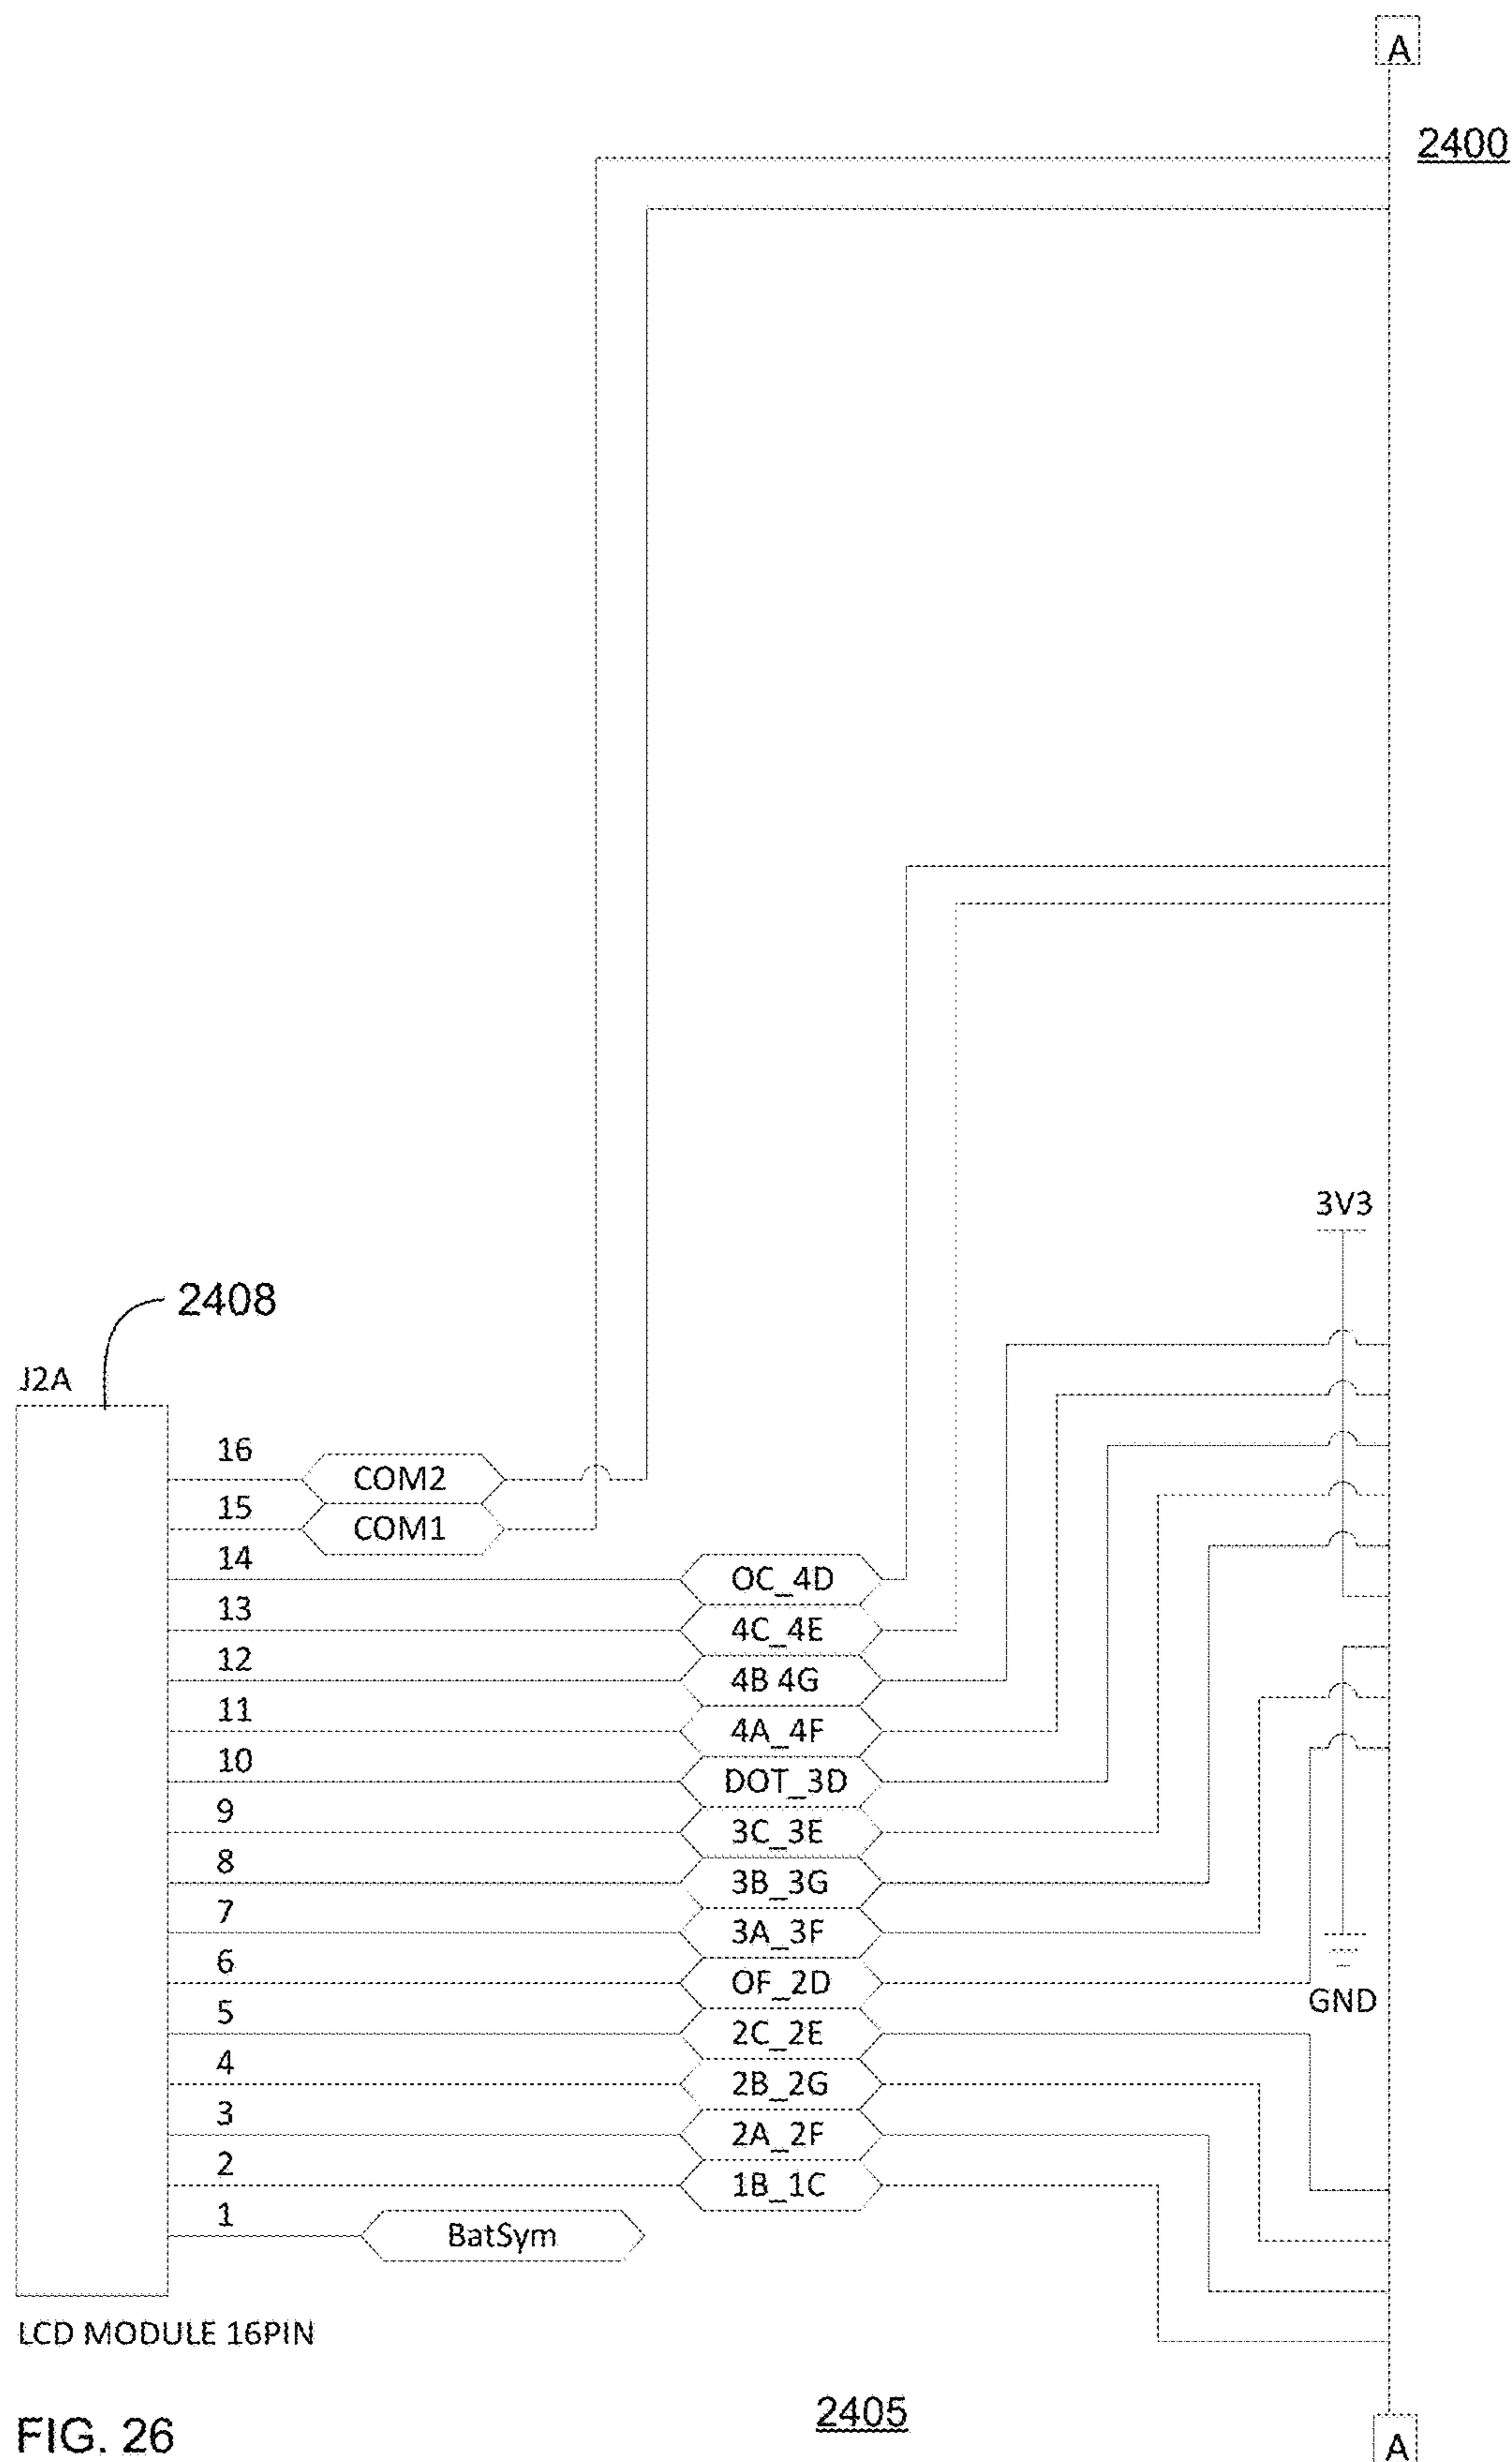 A
2400
3V3
2408
J2A
16
COM2
15
COM1
14
OC_4D
13
4C_4E
12
4B 4G
11
4A_4F
10
DOT_3D
9
3C_3E
8
3B_3G
7
3A_3F
6
OF_2D
GND
5
2C_2E
4
2B_2G
3
2A_2F
2
1B_1C
1
BatSym
LCD MODULE 16PIN
2405
FIG. 26
A